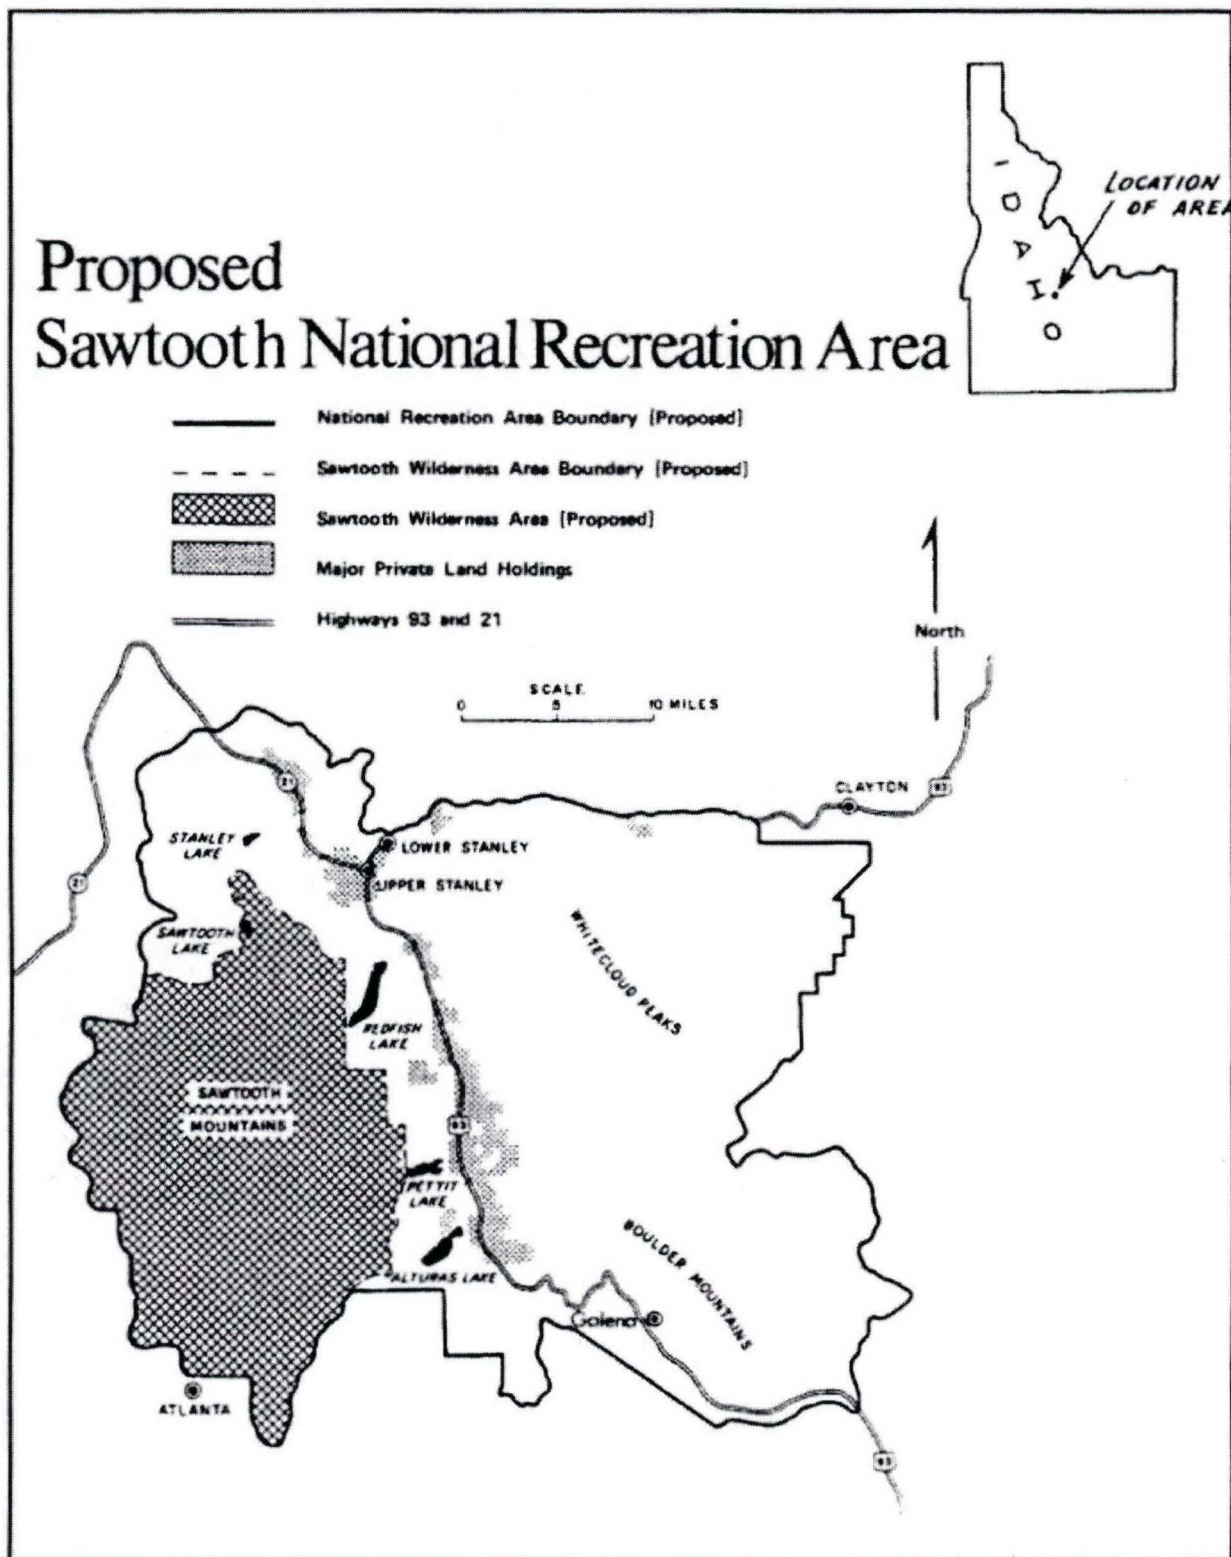 LOCATION
OF AREA
IDAHO
Proposed
Sawtooth National Recreation Area
National Recreation Area Boundary [Proposed]
Sawtooth Wilderness Area Boundary [Proposed]
Sawtooth Wilderness Area [Proposed]
Major Private Land Holdings
Highways 93 and 21
North
SCALE
0 5 10 MILES
21
CLAYTON
93
STANLEY
LAKE
LOWER STANLEY
UPPER STANLEY
21
SAWTOOTH
LAKE
WHITECLOUD PEAKS
REDFISH
LAKE
SAWTOOTH
MOUNTAINS
93
PETTIT
LAKE
BOULDER MOUNTAINS
ALTURAS LAKE
Galena
ATLANTA
93